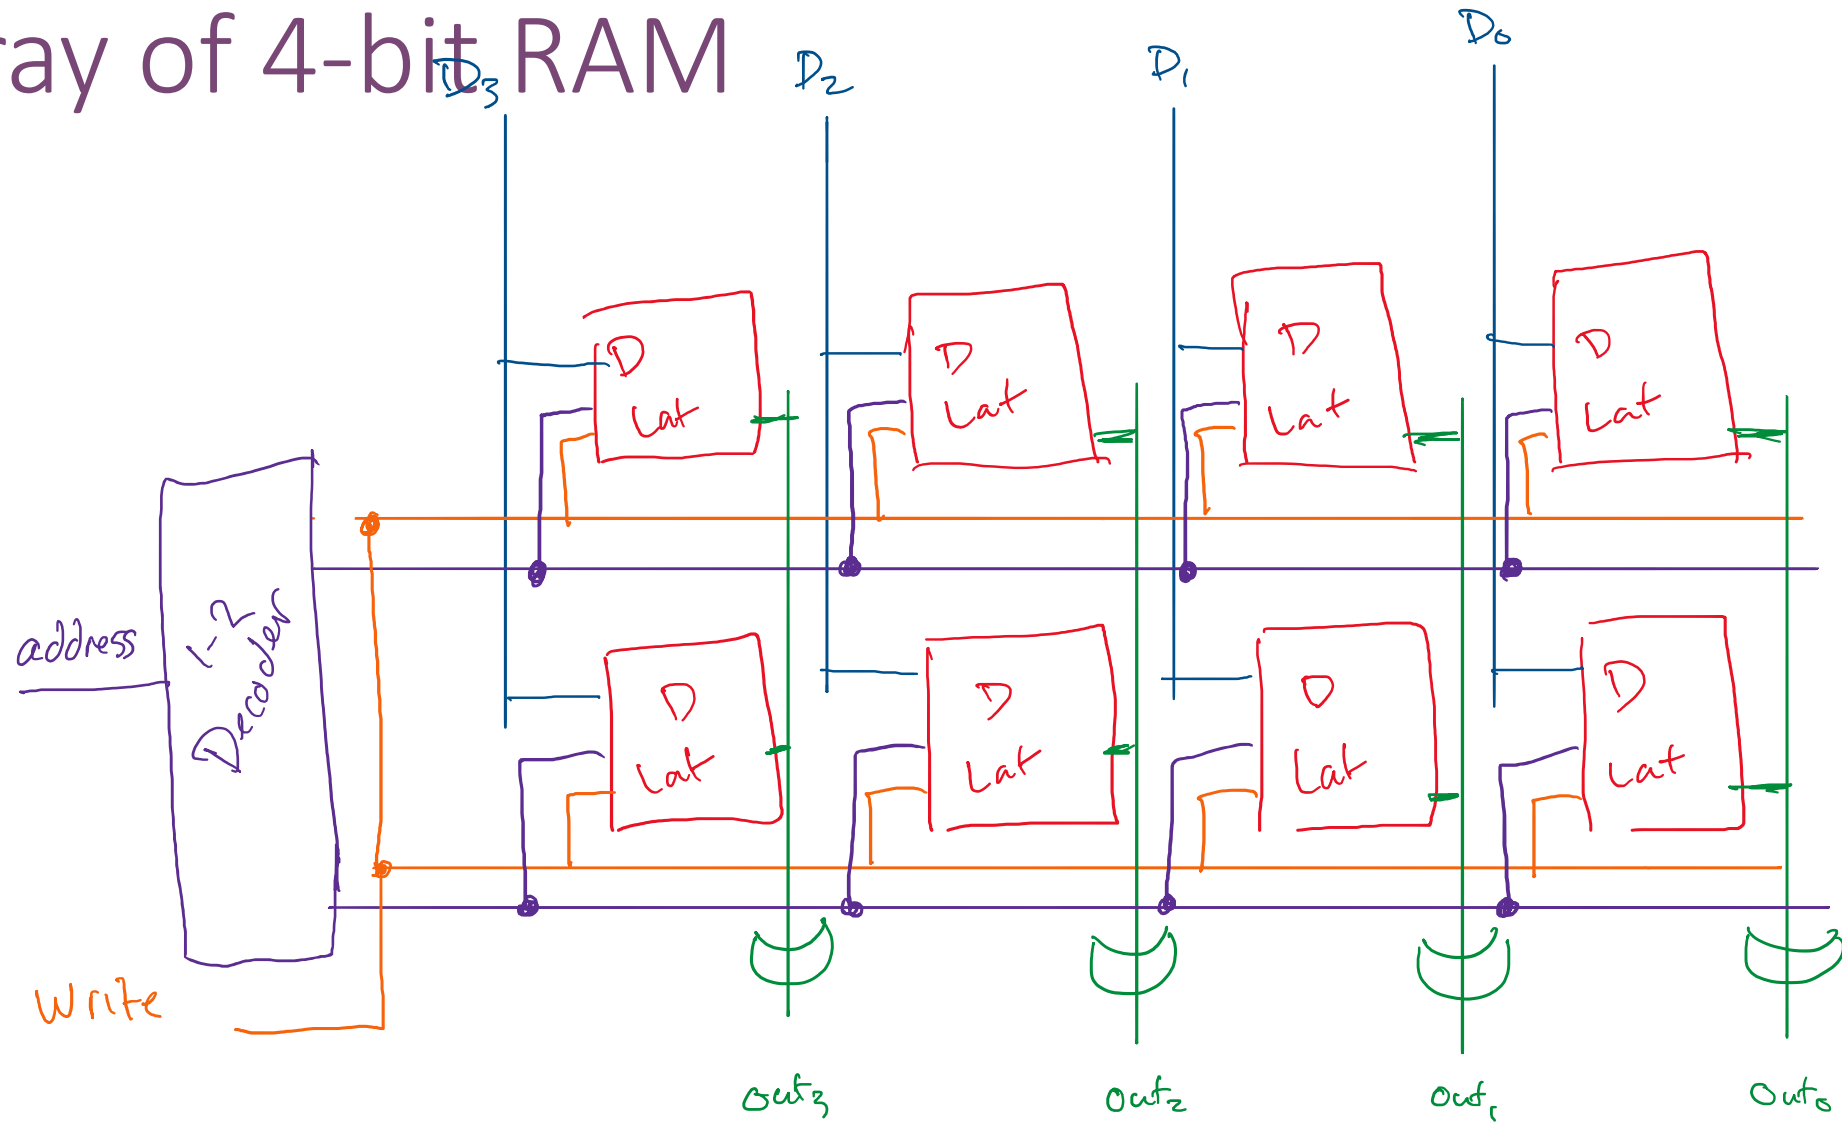 ray of 4-bit RAM
D3 D2 D1 D0
D D D D
Lat Lat Lat Lat
address
1-2
Decoder
D D D D
Lat Lat Lat Lat
Write
out3 out2 out1 out0